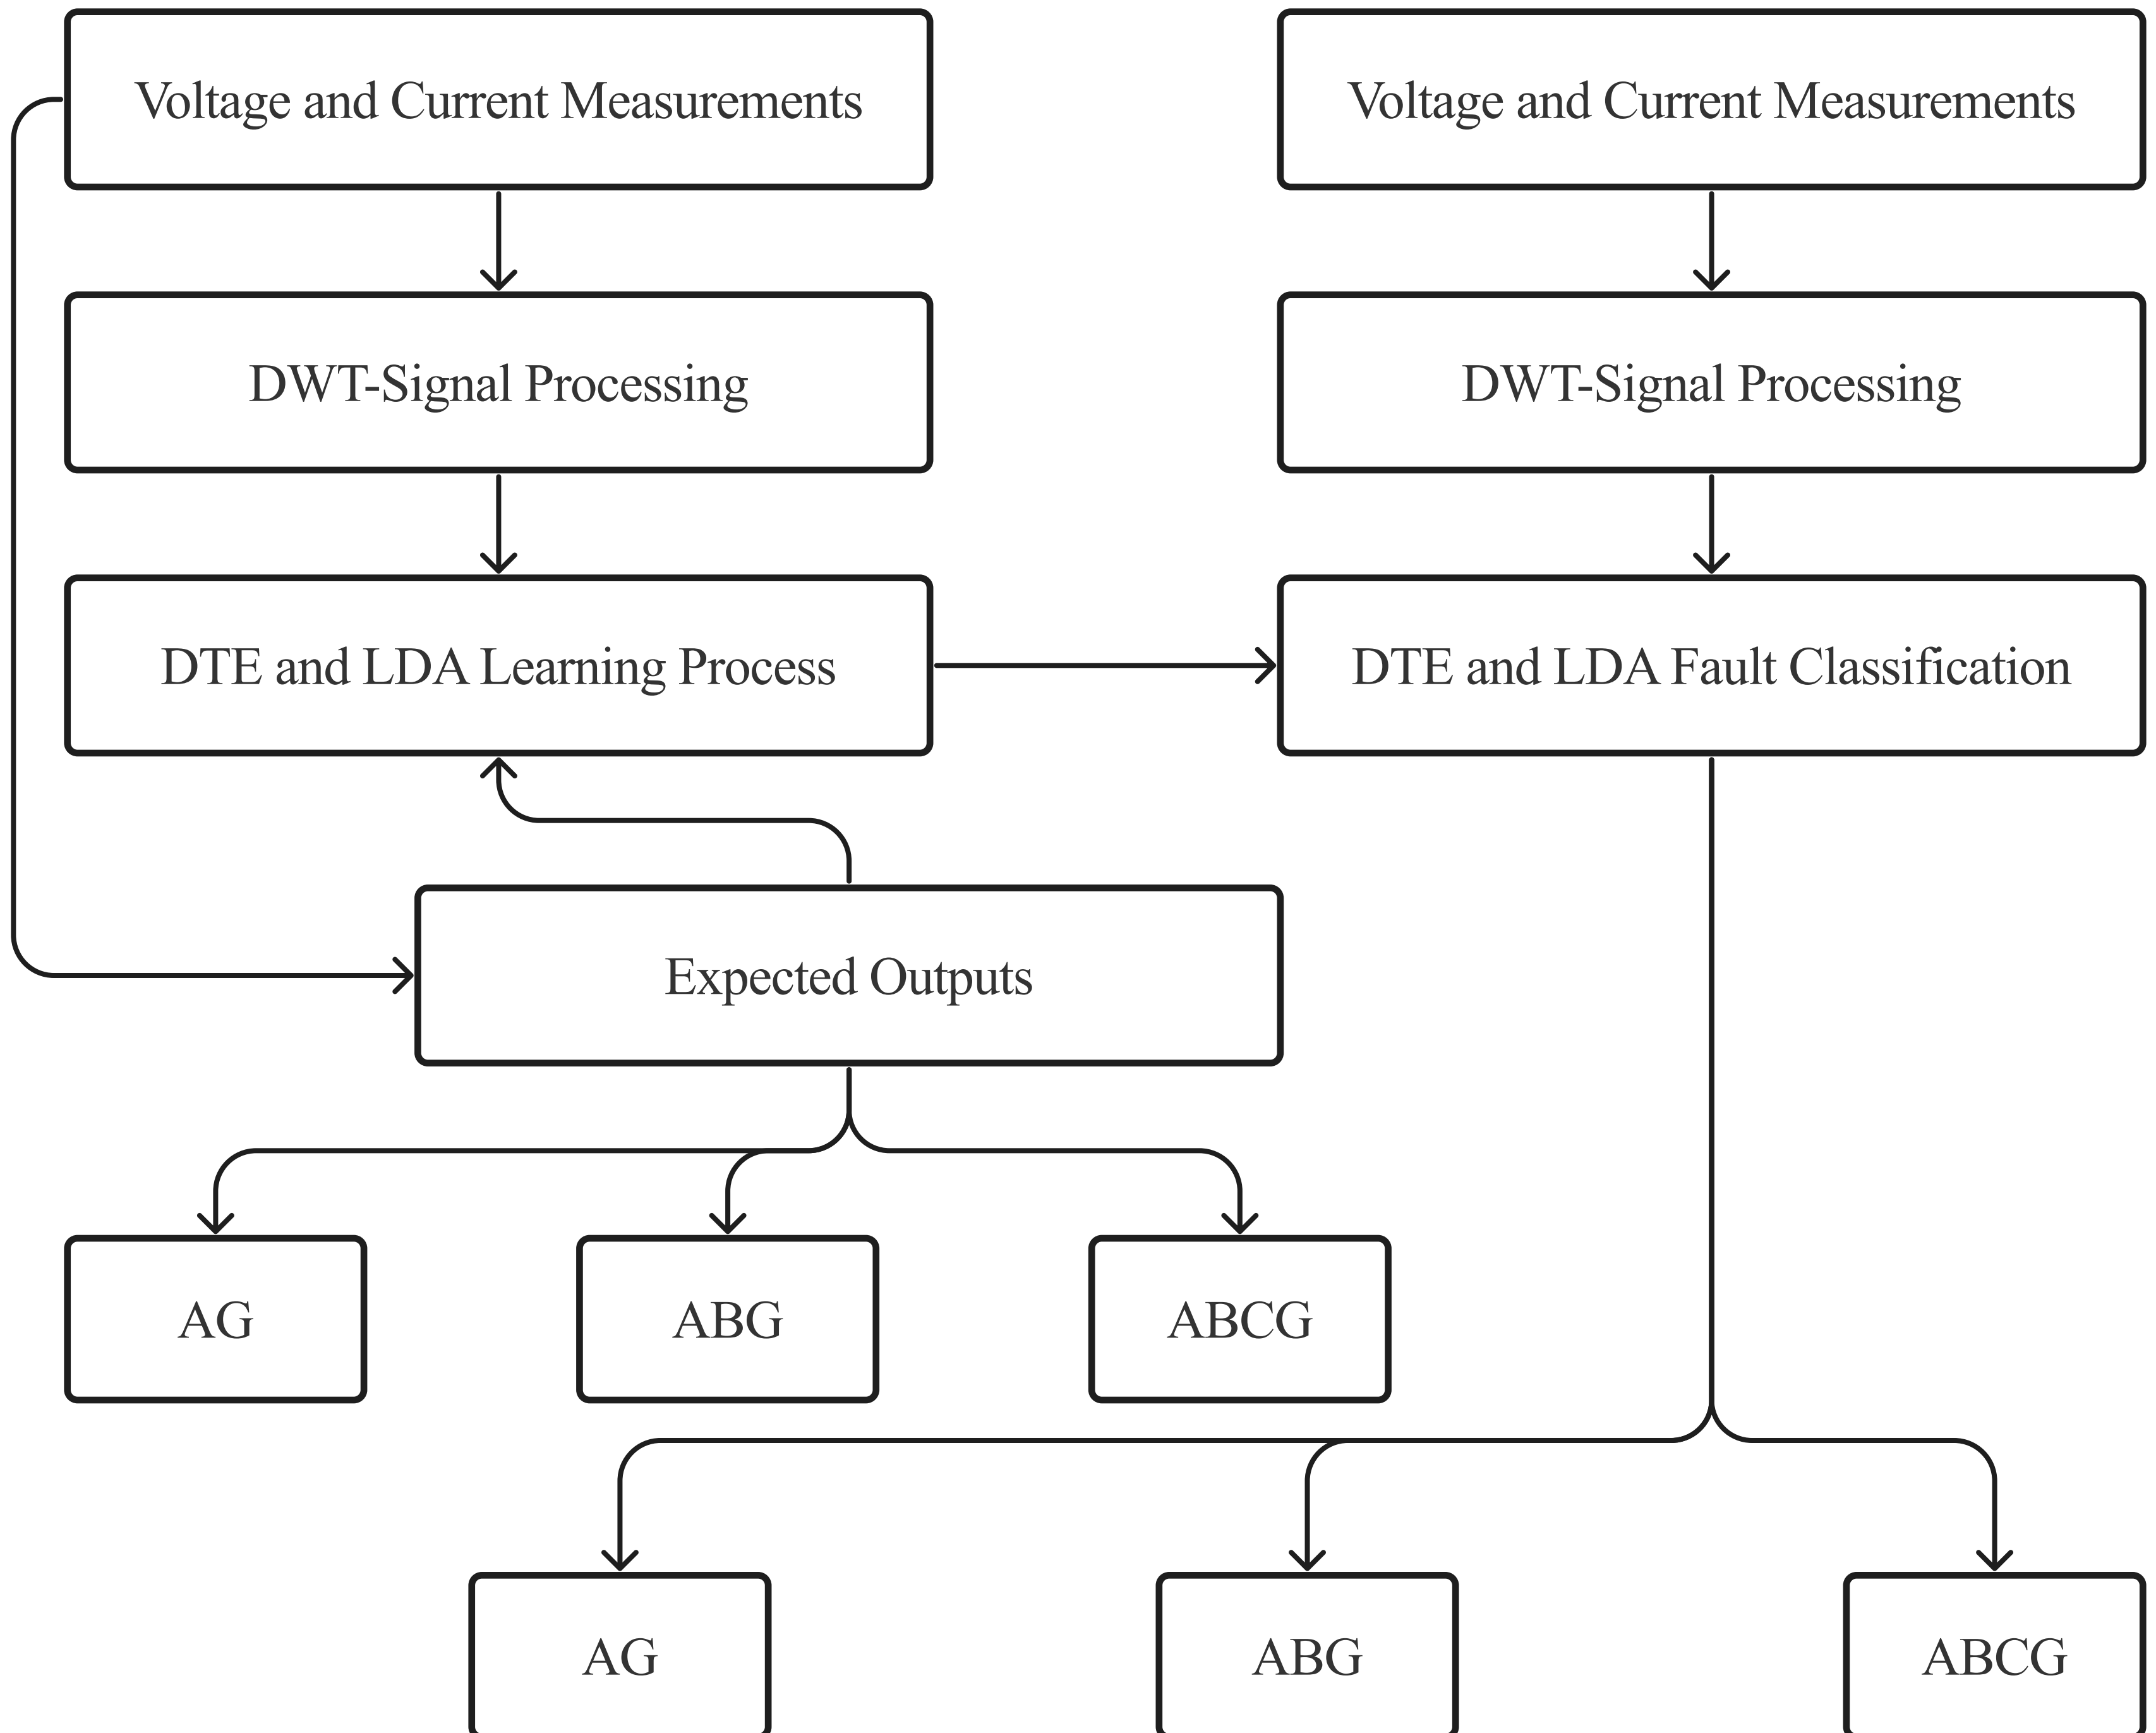 Voltage and Current Measurements
Voltage and Current Measurements
DWT-Signal Processing
DWT-Signal Processing
DTE and LDA Learning Process
DTE and LDA Fault Classification
Expected Outputs
AG
ABG
ABCG
AG
ABG
ABCG